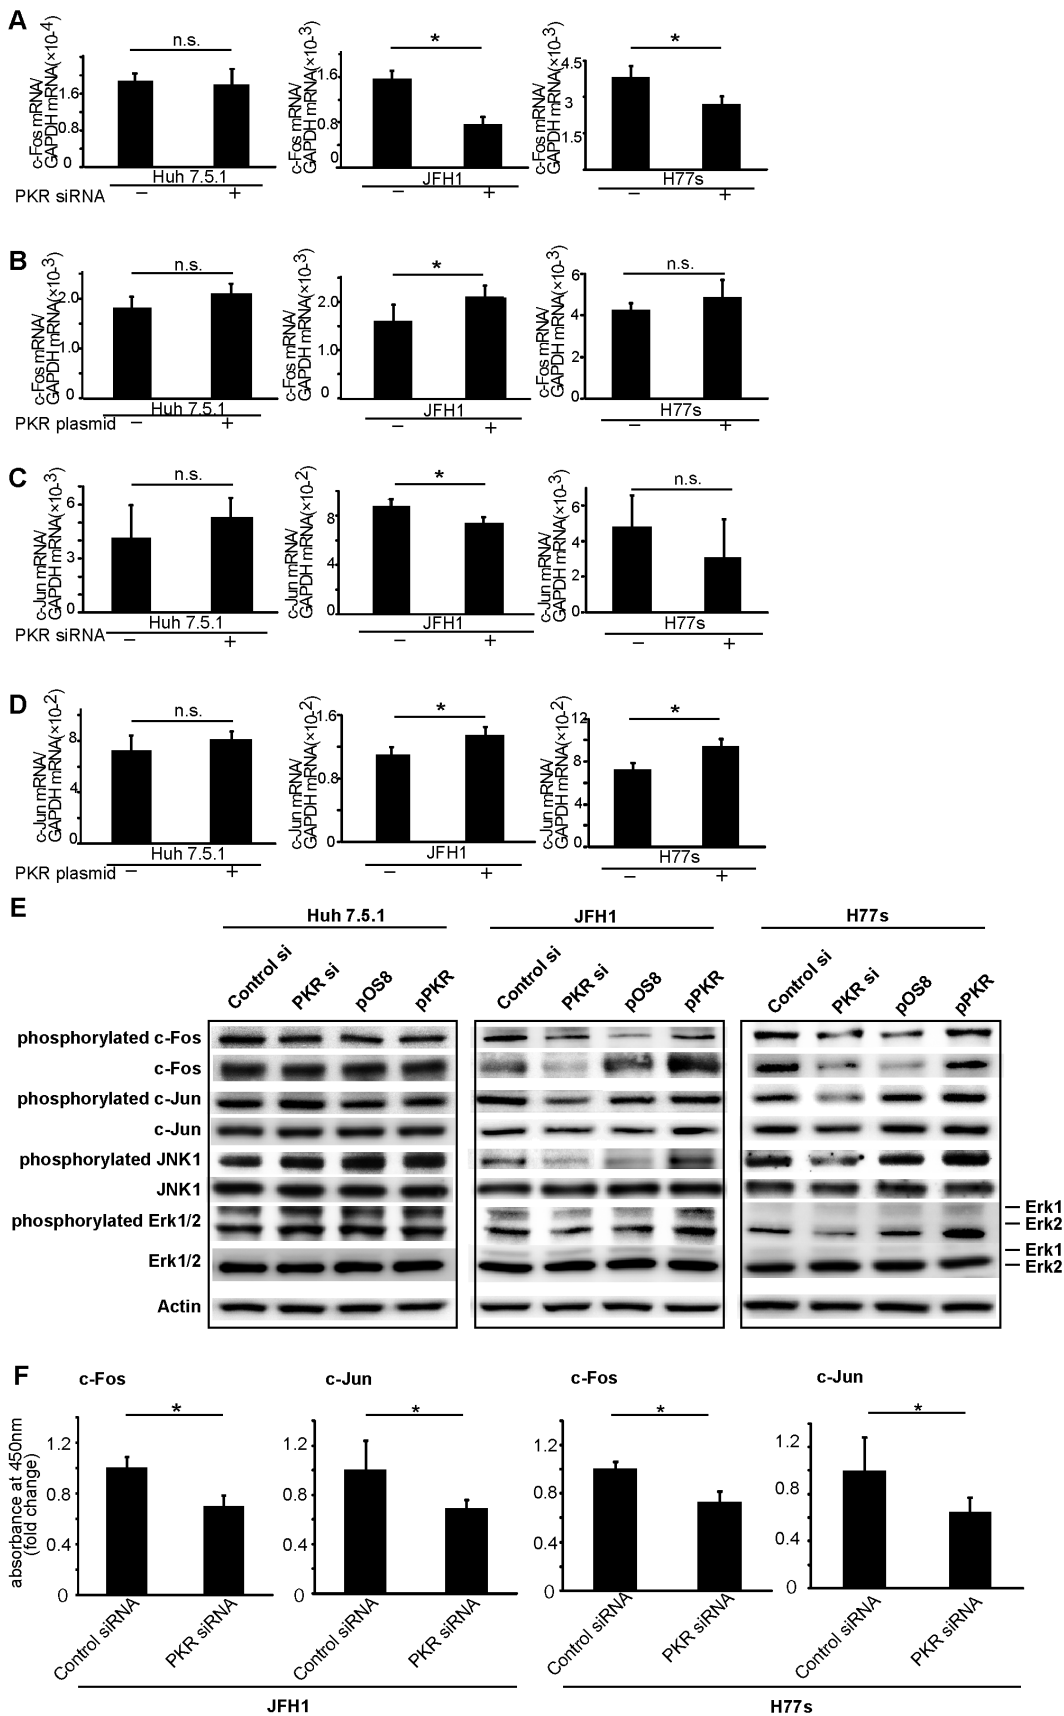 A
c-Fos mRNA/
GAPDH mRNA(×10-4)
1.6
0.8
0
n.s.
Huh 7.5.1
c-Fos mRNA/
GAPDH mRNA(×10-3)
1.6
0.8
0
*
JFH1
c-Fos mRNA/
GAPDH mRNA(×10-3)
4.5
3
1.5
*
H77s
PKR siRNA − + − + − +
B
c-Fos mRNA/
GAPDH mRNA(×10-3)
2.0
1.0
0
n.s.
Huh 7.5.1
c-Fos mRNA/
GAPDH mRNA(×10-3)
2.0
1.0
0
*
JFH1
c-Fos mRNA/
GAPDH mRNA(×10-3)
6
4
2
0
n.s.
H77s
PKR plasmid − + − + − +
C
c-Jun mRNA/
GAPDH mRNA(×10-3)
6
3
0
n.s.
Huh 7.5.1
c-Jun mRNA/
GAPDH mRNA(×10-2)
8
4
0
*
JFH1
c-Jun mRNA/
GAPDH mRNA(×10-3)
6
4
2
0
n.s.
H77s
PKR siRNA − + − + − +
D
c-Jun mRNA/
GAPDH mRNA(×10-2)
8
4
0
n.s.
Huh 7.5.1
c-Jun mRNA/
GAPDH mRNA(×10-2)
1.6
0.8
0
*
JFH1
c-Jun mRNA/
GAPDH mRNA(×10-2)
12
8
4
0
*
H77s
PKR plasmid − + − + − +
E
Huh 7.5.1 JFH1 H77s
Control si PKR si pOS8 pPKR Control si PKR si pOS8 pPKR Control si PKR si pOS8 pPKR
phosphorylated c-Fos
c-Fos
phosphorylated c-Jun
c-Jun
phosphorylated JNK1
JNK1
phosphorylated Erk1/2
Erk1
Erk2
Erk1/2
Erk1
Erk2
Actin
F
absorbance at 450nm
(fold change)
c-Fos
1.2
0.8
0.4
0
*
Control siRNA PKR siRNA
c-Jun
1.2
0.8
0.4
0
*
Control siRNA PKR siRNA
JFH1
c-Fos
1.2
0.8
0.4
0
*
Control siRNA PKR siRNA
c-Jun
1.2
0.8
0.4
0
*
Control siRNA PKR siRNA
H77s